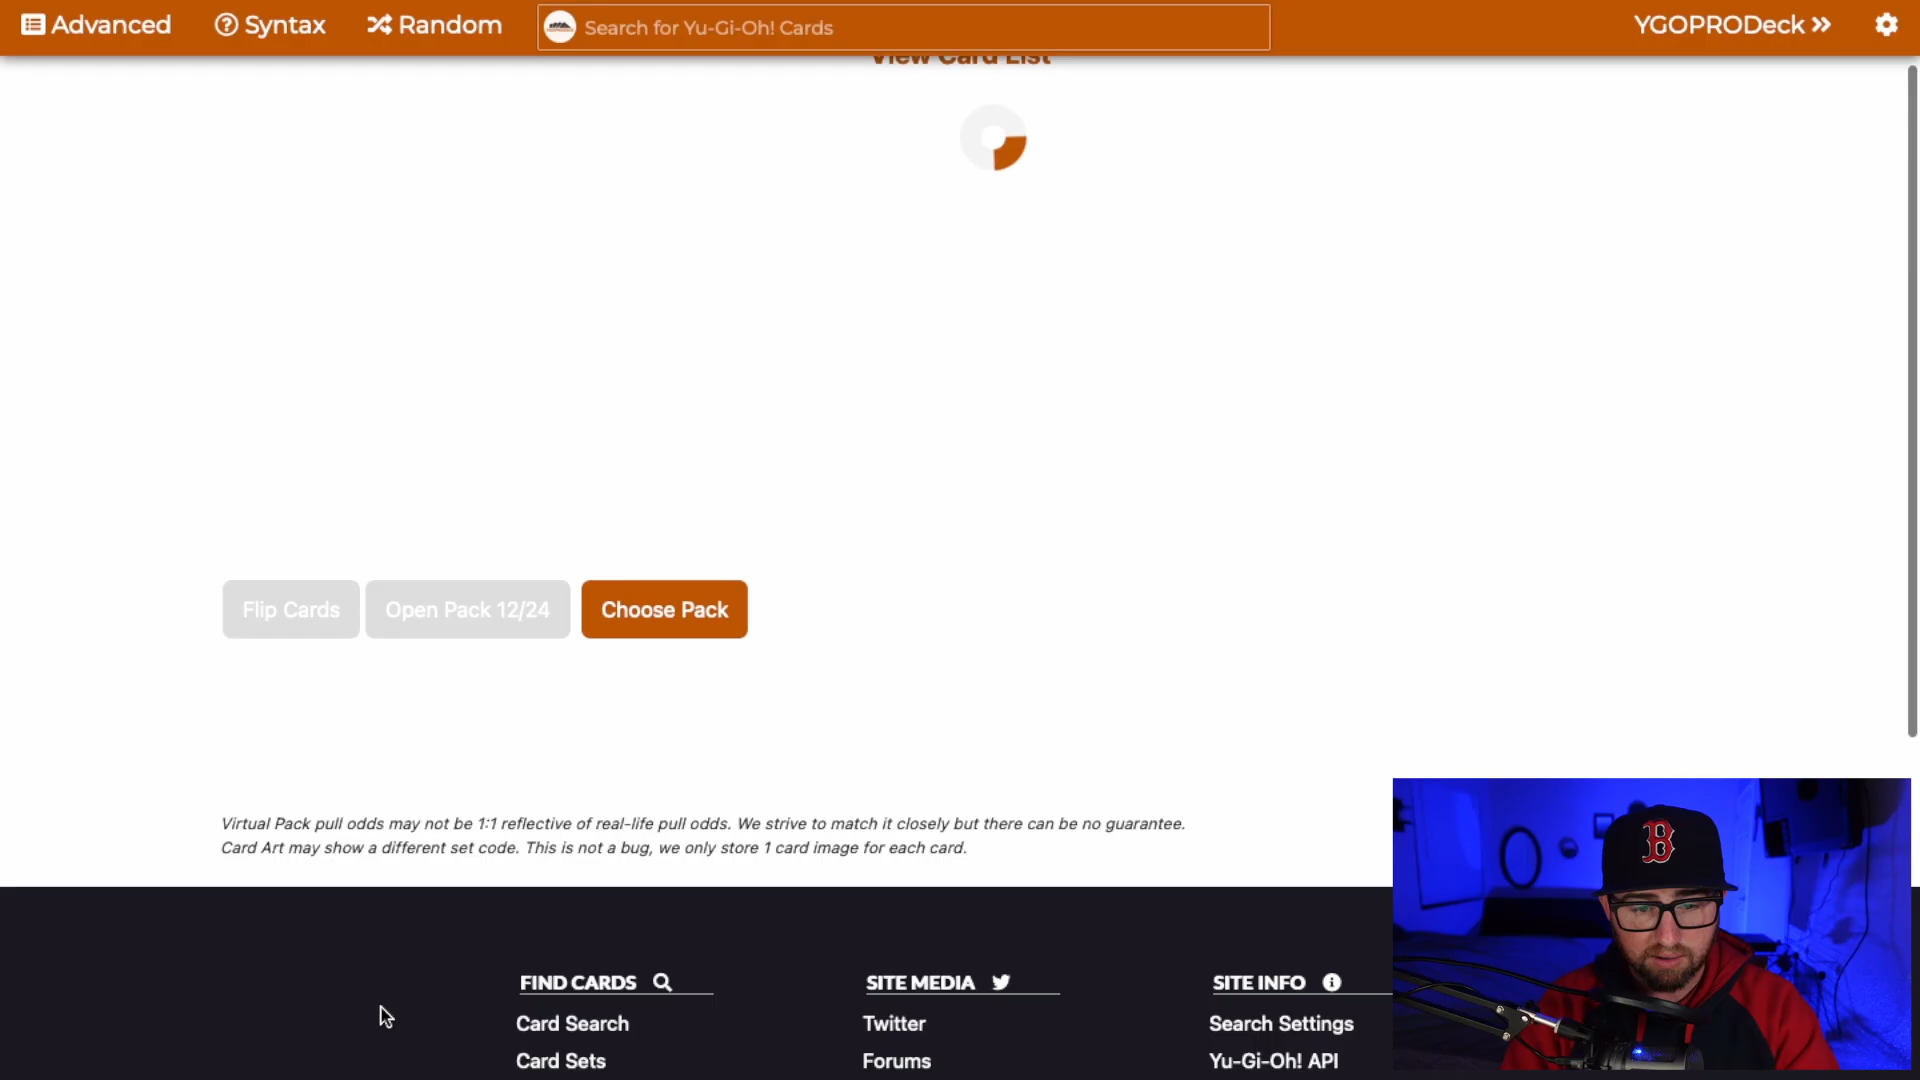 Advanced
Syntax
Random
Search for Yu-Gi-Oh! Cards
YGOPRODeck
View Card List
Flip Cards
Open Pack 12/24
Choose Pack
Virtual Pack pull odds may not be 1:1 reflective of real-life pull odds. We strive to match it closely but there can be no guarantee.
Card Art may show a different set code. This is not a bug, we only store 1 card image for each card.
FIND CARDS
Card Search
Card Sets
SITE MEDIA
Twitter
Forums
SITE INFO
Search Settings
Yu-Gi-Oh! API
B